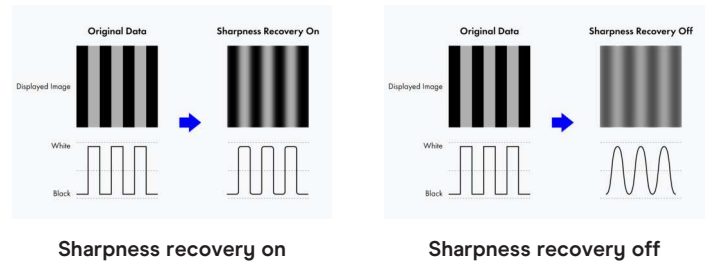 Original Data
Sharpness Recovery On
Displayed Image
White
Black
Sharpness recovery on
Original Data
Sharpness Recovery Off
Displayed Image
White
Black
Sharpness recovery off